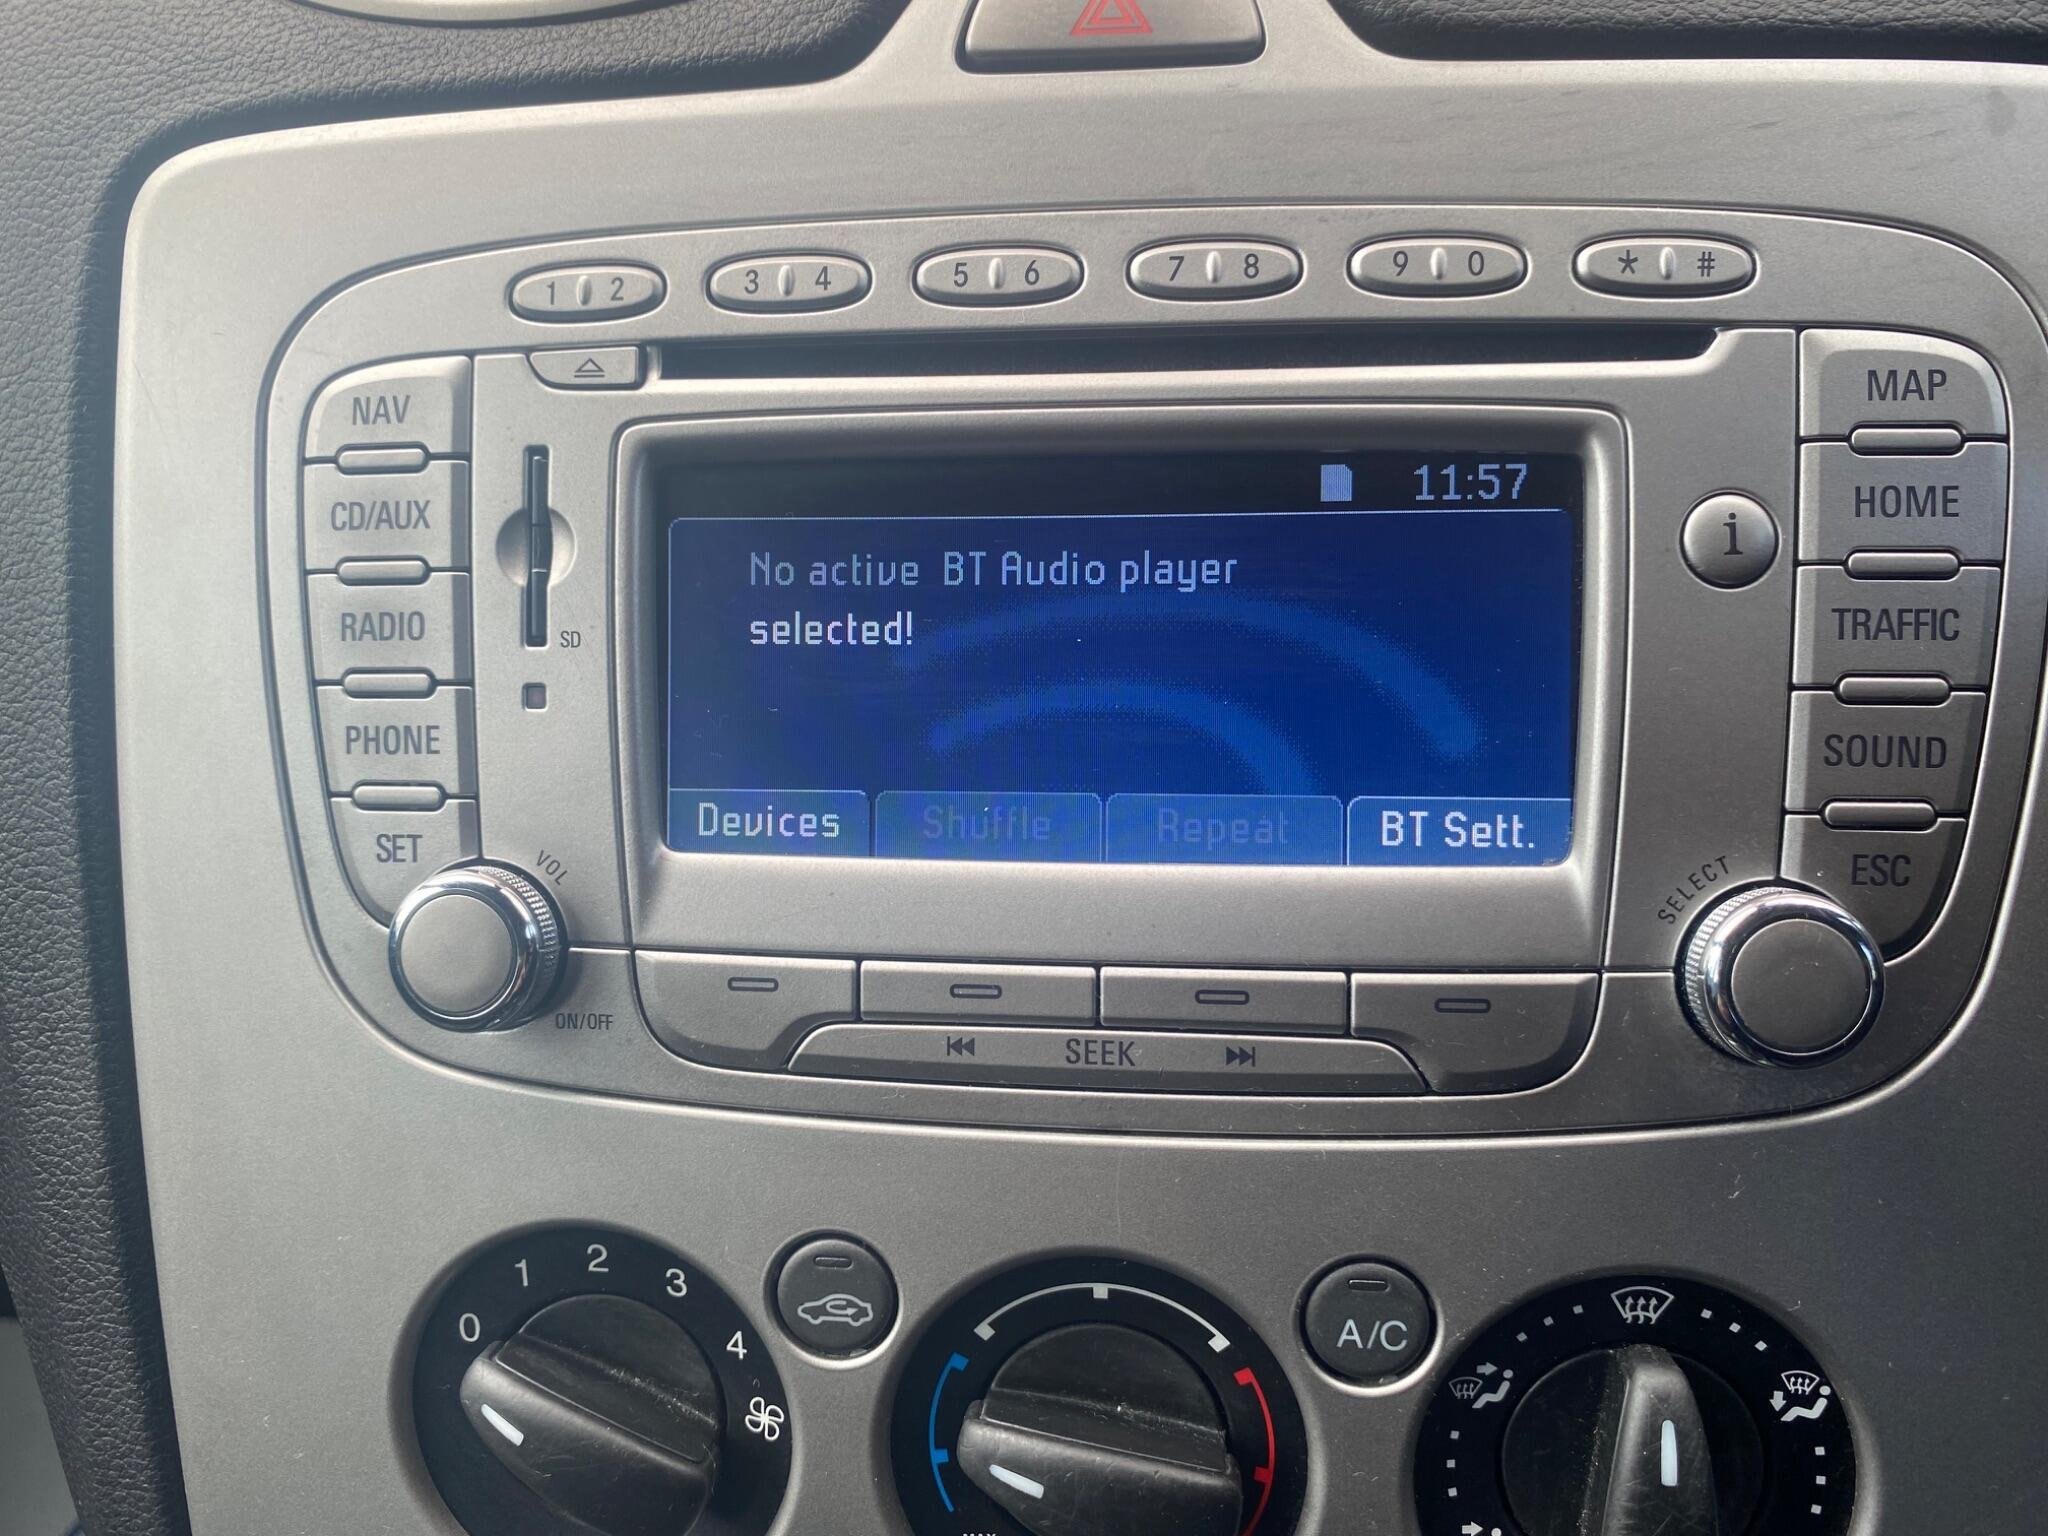 1 2
3 4
5 6
7 8
9 0
* #
NAV
CD/AUX
RADIO
PHONE
SET
SD
VOL
ON/OFF
11:57
No active BT Audio player
selected!
Devices
Shuffle
Repeat
BT Sett.
i
MAP
HOME
TRAFFIC
SOUND
ESC
SELECT
SEEK
0 1 2 3 4
A/C